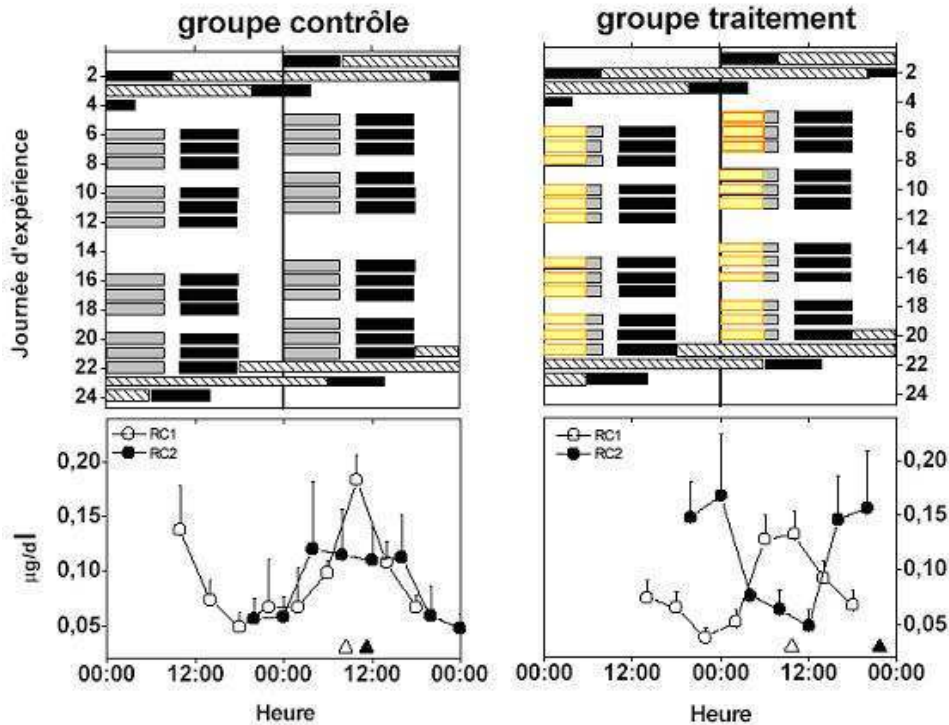 groupe contrôle
groupe traitement
Journée d'expérience
2
4
6
8
10
12
14
16
18
20
22
24
2
4
6
8
10
12
14
16
18
20
22
24
RC1
RC2
RC1
RC2
µg/dl
0,20
0,15
0,10
0,05
0,20
0,15
0,10
0,05
00:00 12:00 00:00 12:00 00:00
00:00 12:00 00:00 12:00 00:00
Heure
Heure